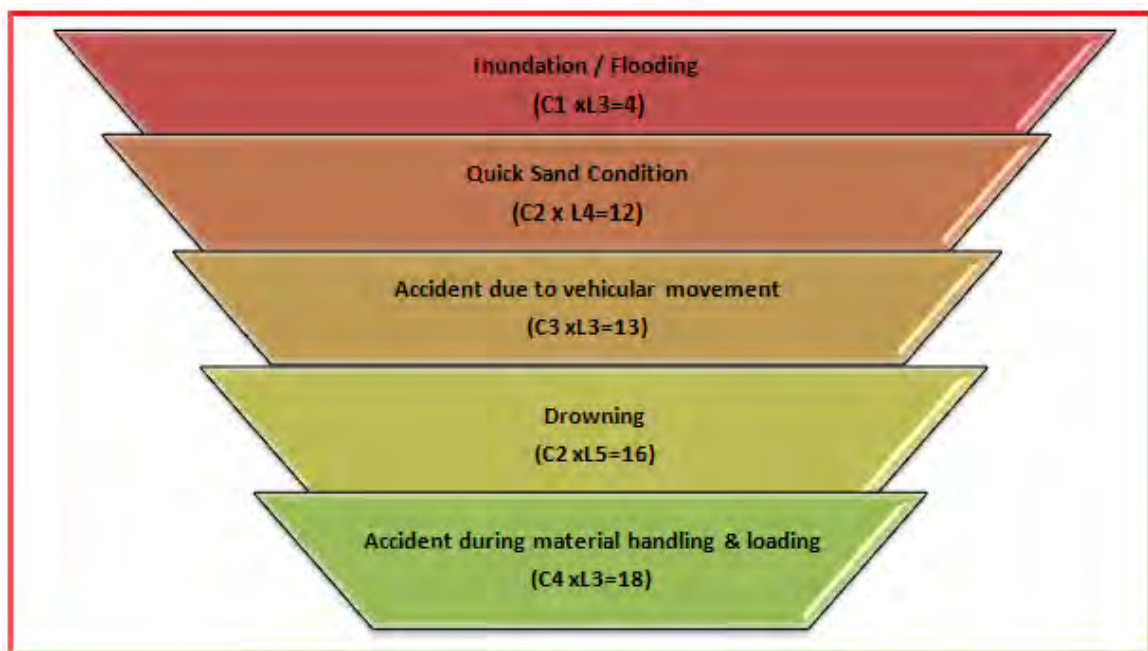 Inundation / Flooding
(C1 xL3=4)
Quick Sand Condition
(C2 x L4=12)
Accident due to vehicular movement
(C3 xL3=13)
Drowning
(C2 xL5=16)
Accident during material handling & loading
(C4 xL3=18)